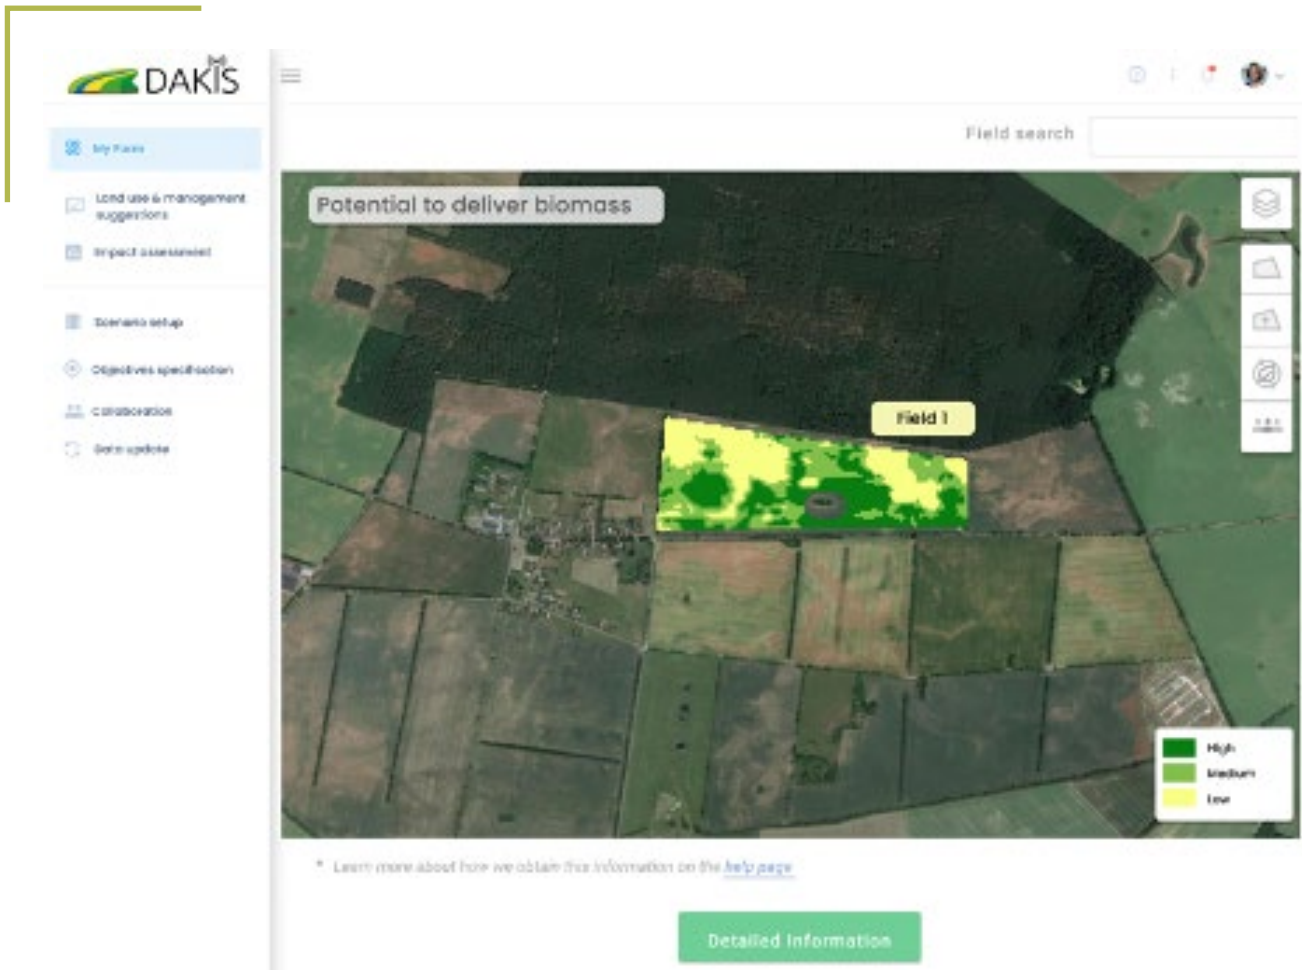 DAKIS
My Farm
Field search
Land use & management
suggestions
Potential to deliver biomass
Impact assessment
Scenario setup
Objectives specification
Collaboration
Data update
Field 1
High
Medium
Low
* Learn more about how we obtain this information on the help page
Detailed Information